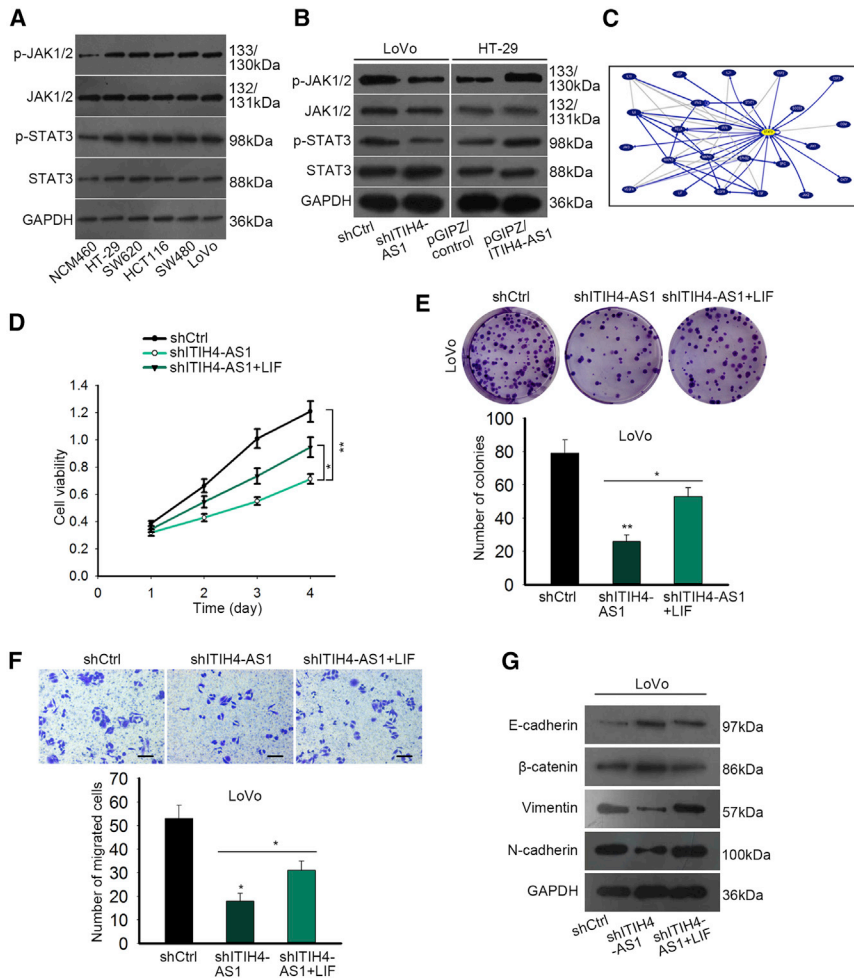 A
p-JAK1/2
133/
130kDa
JAK1/2
132/
131kDa
p-STAT3
98kDa
STAT3
88kDa
GAPDH
36kDa
NCM460
HT-29
SW620
HCT116
SW480
LoVo
B
LoVo
HT-29
p-JAK1/2
133/
130kDa
JAK1/2
132/
131kDa
p-STAT3
98kDa
STAT3
88kDa
GAPDH
36kDa
shCtrl
shITIH4-
AS1
pGIPZ/
control
pGIPZ/
ITIH4-AS1
C
D
shCtrl
shITIH4-AS1
shITIH4-AS1+LIF
1.4
1.2
1.0
0.8
0.6
0.4
0.2
0.0
Cell viability
0 1 2 3 4
Time (day)
*
**
E
shCtrl
shITIH4-AS1
shITIH4-AS1+LIF
LoVo
100
80
60
40
20
0
Number of colonies
LoVo
*
**
shCtrl
shITIH4-
AS1
shITIH4-AS1
+LIF
F
shCtrl
shITIH4-AS1
shITIH4-AS1+LIF
70
60
50
40
30
20
10
0
Number of migrated cells
LoVo
*
*
shCtrl
shITIH4-
AS1
shITIH4-
AS1+LIF
G
LoVo
E-cadherin
97kDa
β-catenin
86kDa
Vimentin
57kDa
N-cadherin
100kDa
GAPDH
36kDa
shCtrl
shITIH4
-AS1
shITIH4-
AS1+LIF